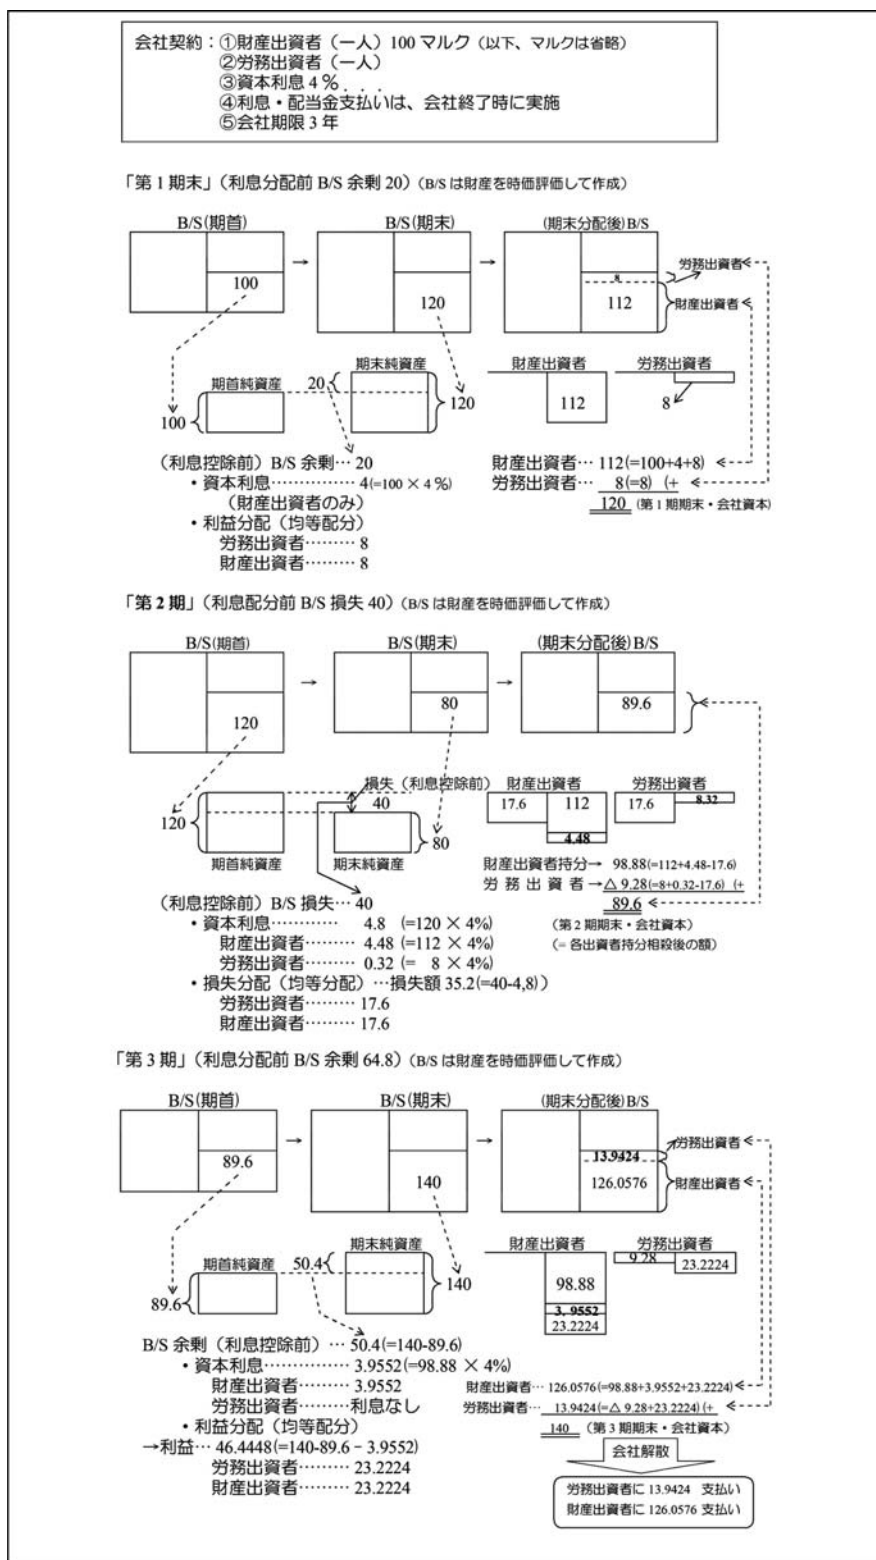 会社契約：①財産出資者（一人）100 マルク（以下、マルクは省略）
②労務出資者（一人）
③資本利息 4 %
④利息・配当金支払いは、会社終了時に実施
⑤会社期限 3 年
「第 1 期末」（利息分配前 B/S 余剰 20）（B/S は財産を時価評価して作成）
B/S(期首) B/S(期末) (期末分配後)B/S
→ →
100 120 8 112
労務出資者
財産出資者
期首純資産 20 期末純資産 財産出資者 労務出資者
100 120 112 8
（利息控除前）B/S 余剰… 20
・資本利息………… 4(=100 × 4 %)
（財産出資者のみ）
・利益分配（均等配分）
労務出資者……… 8
財産出資者……… 8
財産出資者… 112(=100+4+8)
労務出資者… 8(=8) (+
120 (第 1 期期末・会社資本)
「第 2 期」（利息配分前 B/S 損失 40）（B/S は財産を時価評価して作成）
B/S(期首) B/S(期末) (期末分配後)B/S
→ →
120 80 89.6
損失（利息控除前） 財産出資者 労務出資者
120 40 80 17.6 112 4.48 17.6 8.32
期首純資産 期末純資産
財産出資者持分→ 98.88(=112+4.48-17.6)
労 務 出 資 者 →△ 9.28(=8+0.32-17.6) (+
89.6
(第 2 期期末・会社資本)
(= 各出資者持分相殺後の額)
（利息控除前）B/S 損失… 40
・資本利息………… 4.8 (=120 × 4%)
財産出資者……… 4.48 (=112 × 4%)
労務出資者……… 0.32 (= 8 × 4%)
・損失分配（均等分配）…損失額 35.2(=40-4,8) ）
労務出資者……… 17.6
財産出資者……… 17.6
「第 3 期」（利息分配前 B/S 余剰 64.8）（B/S は財産を時価評価して作成）
B/S(期首) B/S(期末) (期末分配後)B/S
→ →
89.6 140 13.9424 126.0576
労務出資者
財産出資者
期首純資産 50.4 期末純資産 財産出資者 労務出資者
89.6 140 98.88 3.9552 23.2224 9.28 23.2224
B/S 余剰（利息控除前）… 50.4(=140-89.6)
・資本利息…………… 3.9552(=98.88 × 4%)
財産出資者……… 3.9552
労務出資者………利息なし
・利益分配（均等配分）
→利益… 46.4448(=140-89.6 − 3.9552)
労務出資者……… 23.2224
財産出資者……… 23.2224
財産出資者… 126.0576(=98.88+3.9552+23.2224)
労務出資者… 13.9424(=△ 9.28+23.2224) (+
140 （第 3 期期末・会社資本）
会社解散
労務出資者に 13.9424 支払い
財産出資者に 126.0576 支払い